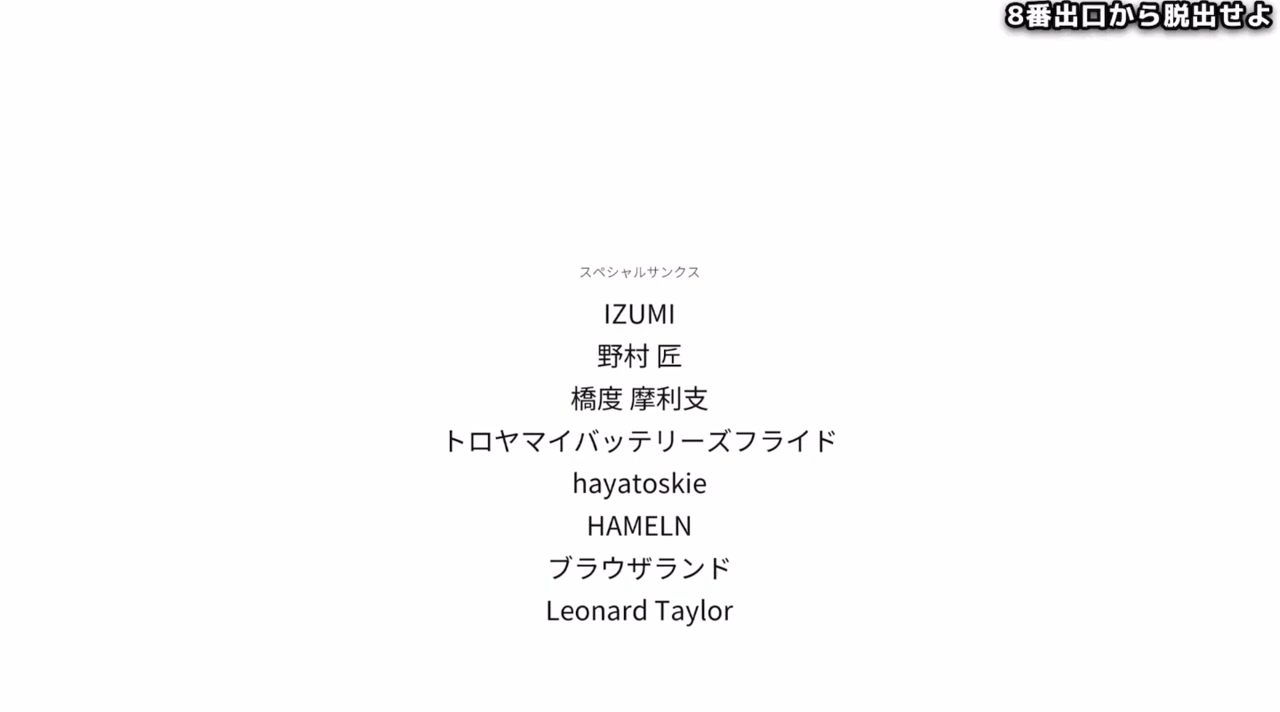 8番出口から脱出せよ
スペシャルサンクス
IZUMI
野村 匠
橋度 摩利支
トロヤマイバッテリーズフライド
hayatoskie
HAMELN
ブラウザランド
Leonard Taylor